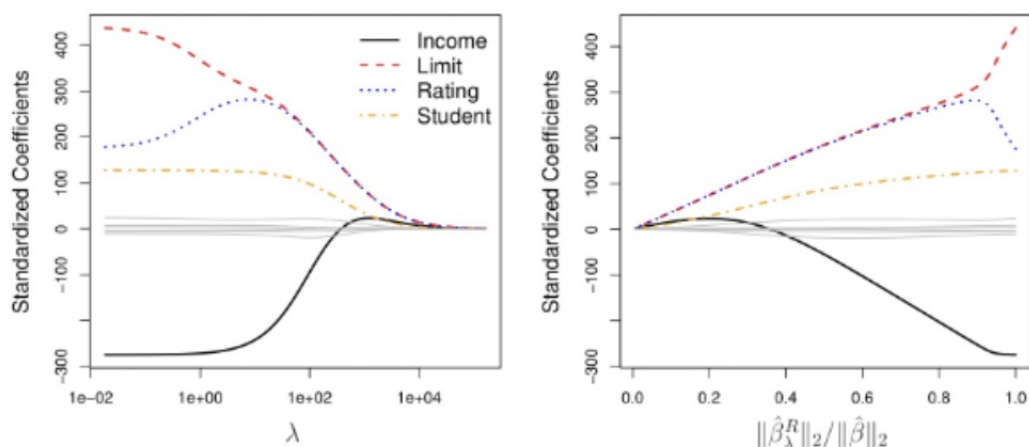 Standardized Coefficients
400
300
200
100
0
-100
-300
1e-02
1e+00
1e+02
1e+04
λ
Income
Limit
Rating
Student
Standardized Coefficients
400
300
200
100
0
-100
-300
0.0
0.2
0.4
0.6
0.8
1.0
‖β̂λᴿ‖₂/‖β̂‖₂